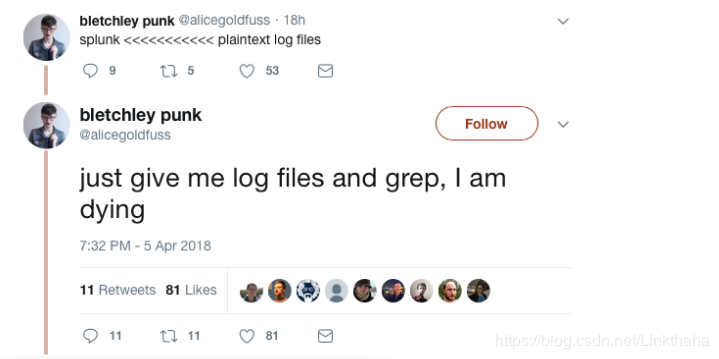 bletchley punk @alicegoldfuss · 18h
splunk <<<<<<<<<<< plaintext log files
9 5 53
bletchley punk
@alicegoldfuss
Follow
just give me log files and grep, I am
dying
7:32 PM - 5 Apr 2018
11 Retweets 81 Likes
11 11 81
https://blog.csdn.net/Linkthaha